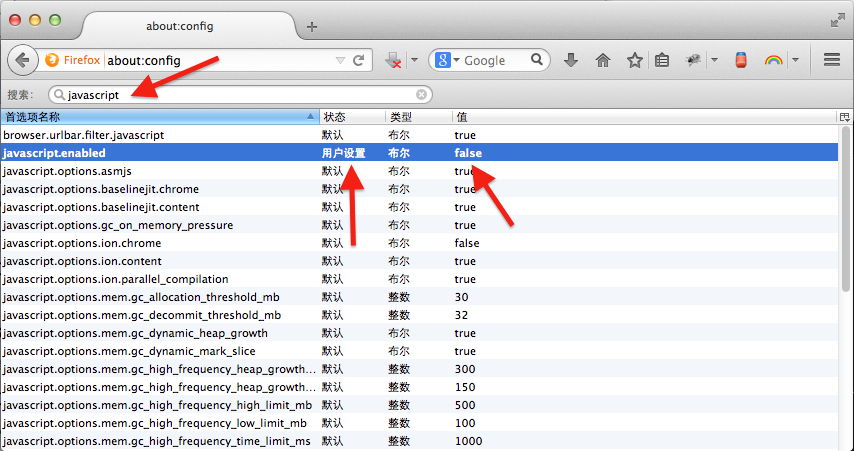 about:config
Firefox about:config
Google
搜索: javascript
首选项名称 状态 类型 值
browser.urlbar.filter.javascript 默认 布尔 true
javascript.enabled 用户设置 布尔 false
javascript.options.asmjs 默认 布尔 true
javascript.options.baselinejit.chrome 默认 布尔 true
javascript.options.baselinejit.content 默认 布尔 true
javascript.options.gc_on_memory_pressure 默认 布尔 true
javascript.options.ion.chrome 默认 布尔 false
javascript.options.ion.content 默认 布尔 true
javascript.options.ion.parallel_compilation 默认 布尔 true
javascript.options.mem.gc_allocation_threshold_mb 默认 整数 30
javascript.options.mem.gc_decommit_threshold_mb 默认 整数 32
javascript.options.mem.gc_dynamic_heap_growth 默认 布尔 true
javascript.options.mem.gc_dynamic_mark_slice 默认 布尔 true
javascript.options.mem.gc_high_frequency_heap_growth... 默认 整数 300
javascript.options.mem.gc_high_frequency_heap_growth... 默认 整数 150
javascript.options.mem.gc_high_frequency_high_limit_mb 默认 整数 500
javascript.options.mem.gc_high_frequency_low_limit_mb 默认 整数 100
javascript.options.mem.gc_high_frequency_time_limit_ms 默认 整数 1000